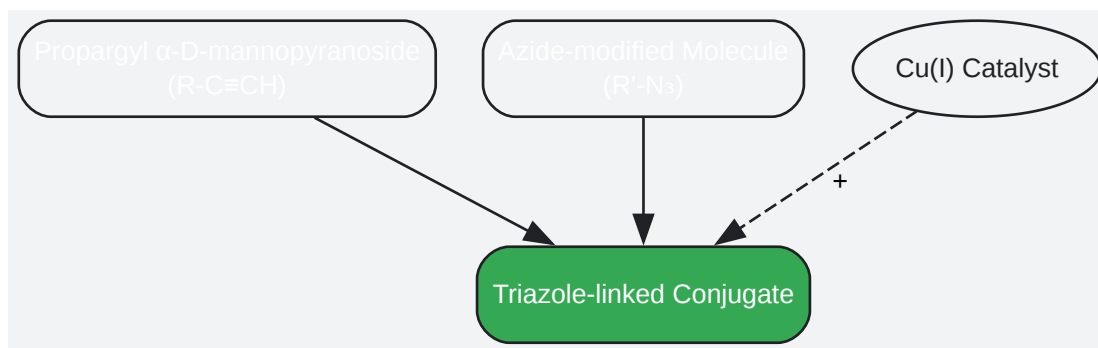 Propargyl α-D-mannopyranoside
(R-C≡CH)
Azide-modified Molecule
(R'-N₃)
Cu(I) Catalyst
+
Triazole-linked Conjugate